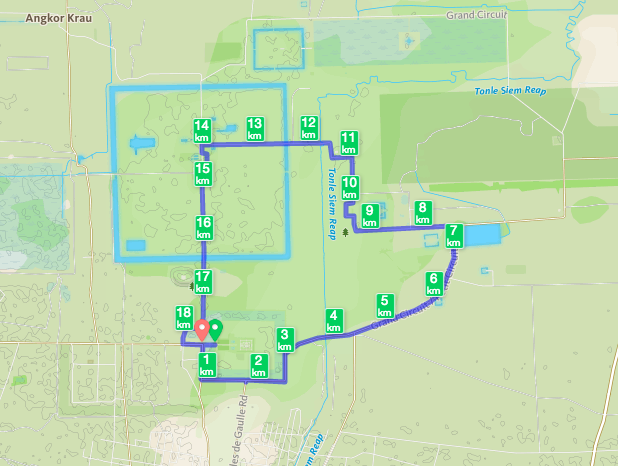 Angkor Krau
Grand Circuit
Tonle Siem Reap
12
km
13
km
14
km
11
km
15
km
10
km
Tonle Siem Reap
9
km
8
km
16
km
7
km
17
km
6
km
Grand Circuit
5
km
18
km
4
km
3
km
1
km
2
km
les de Gaulle Rd
Siem Reap